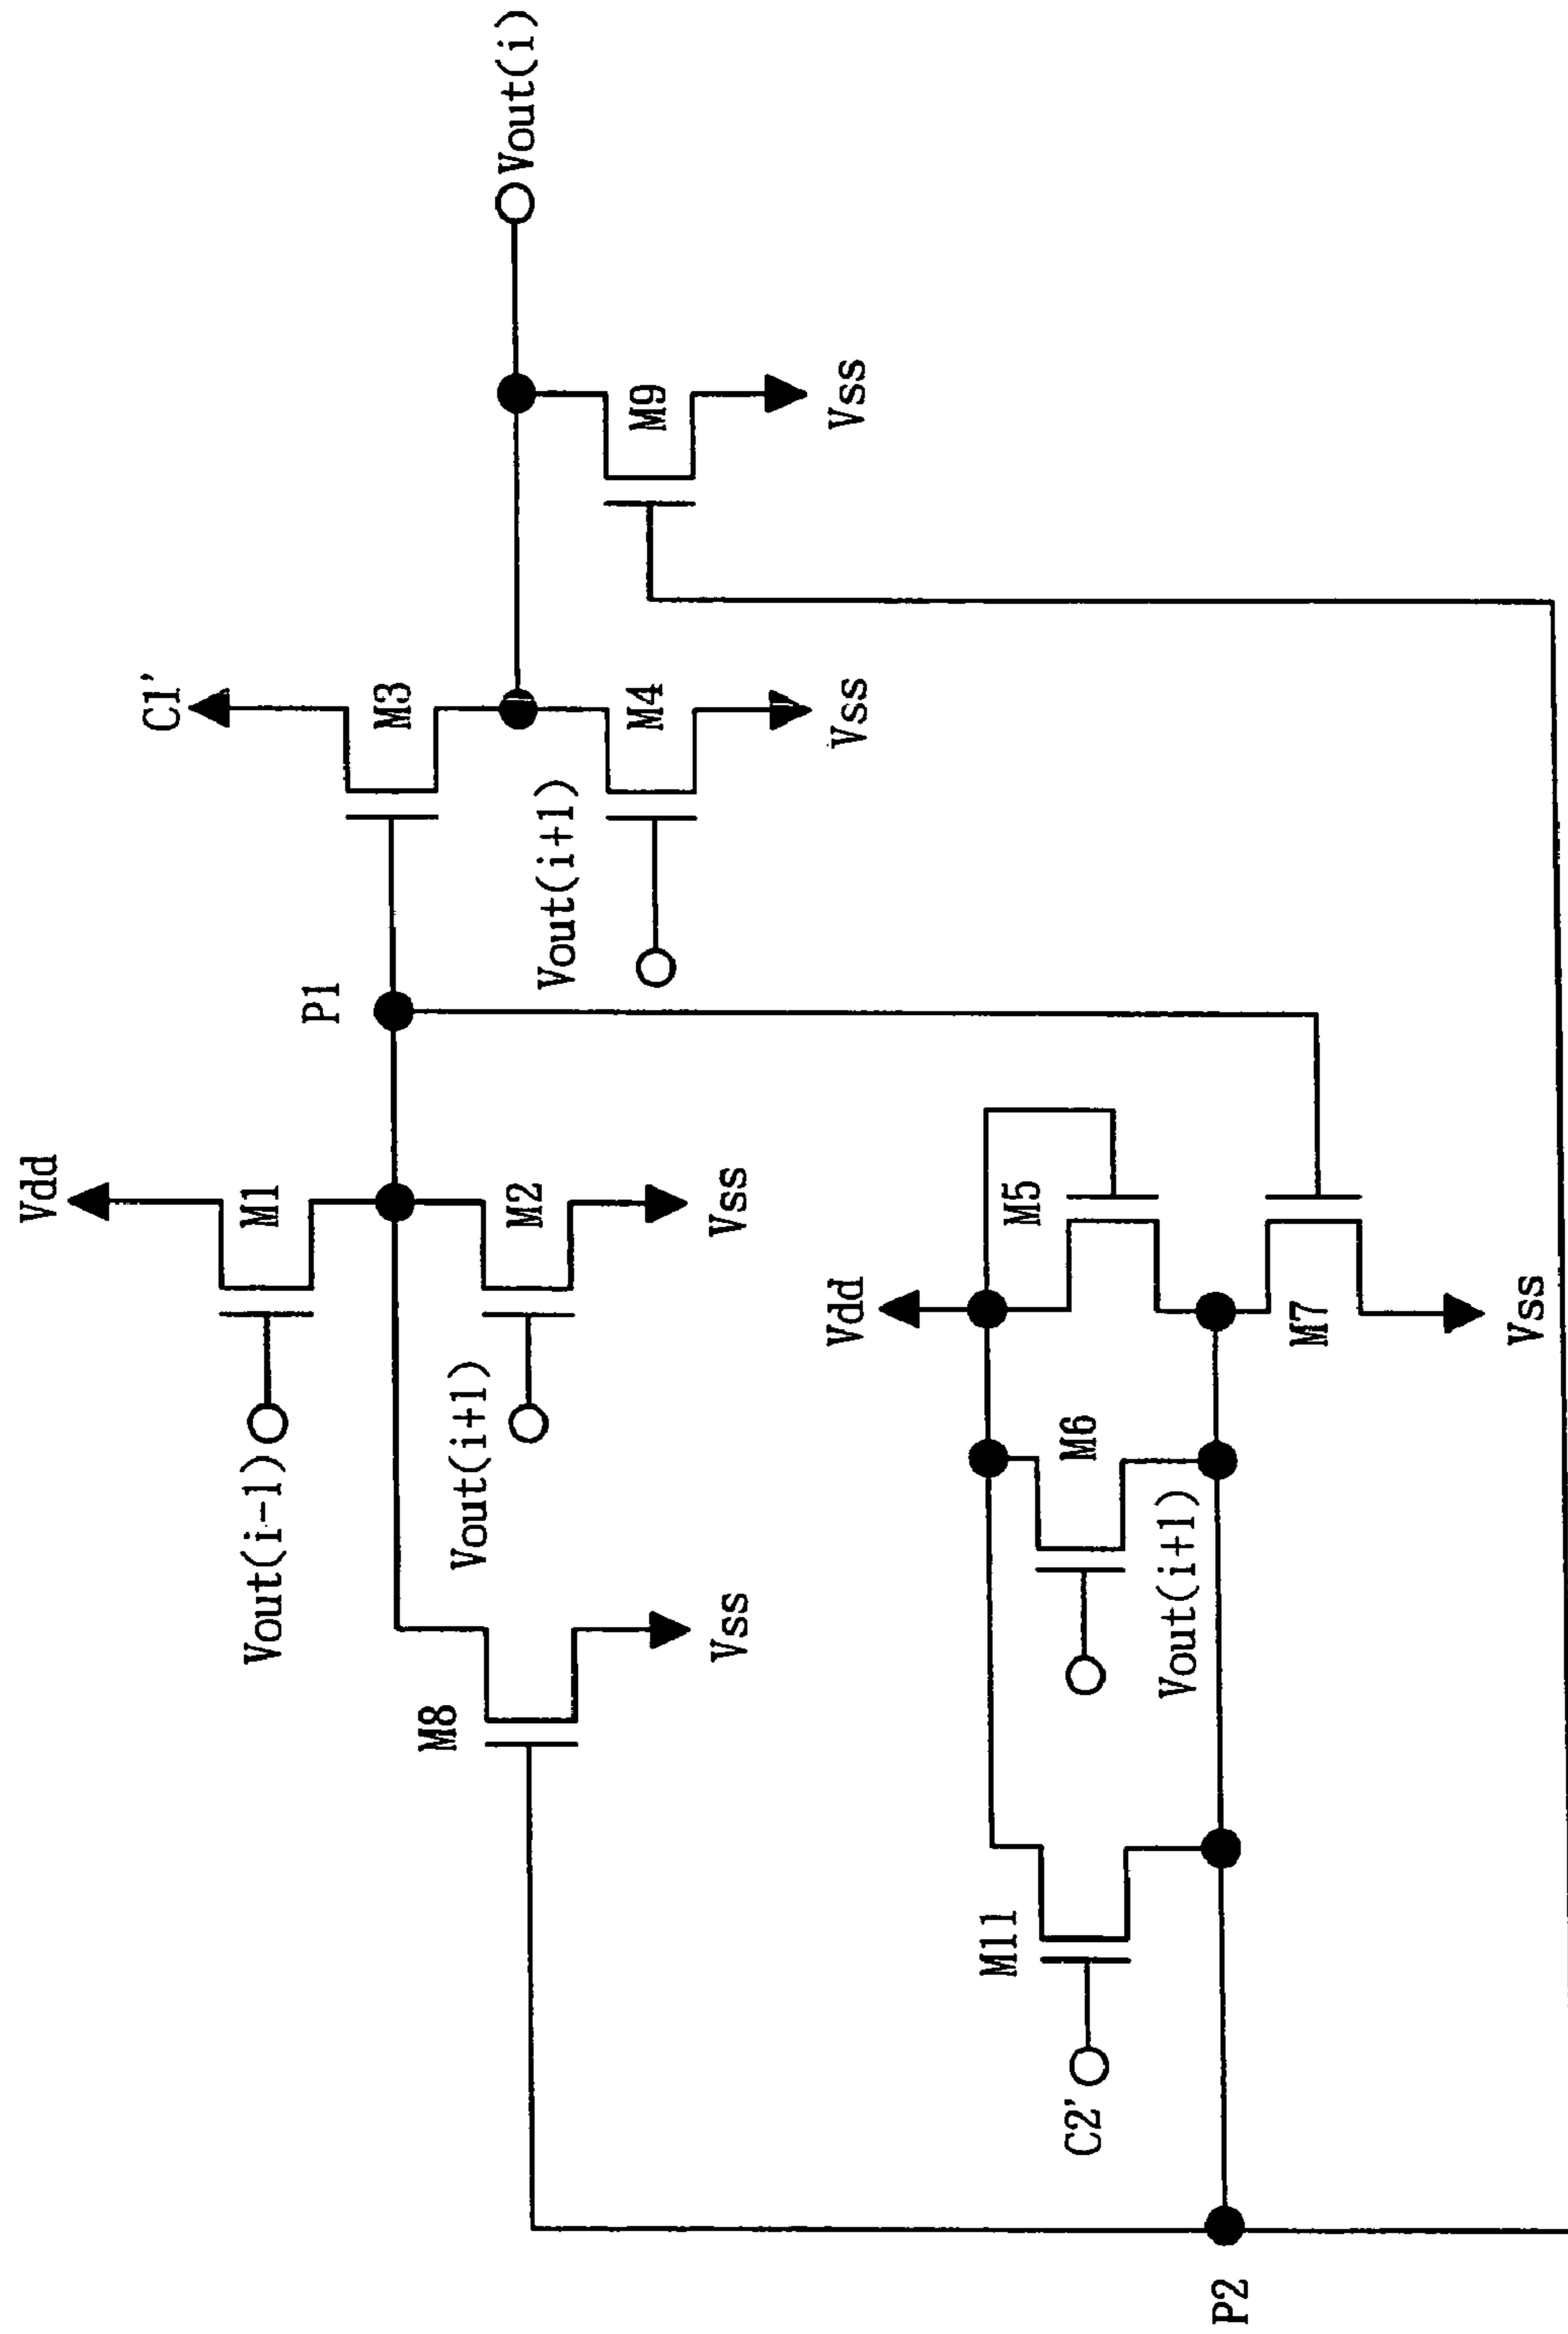 Vdd
C1'
M1
Vout(i-1)
P1
M3
M8
Vout(i+1)
M2
Vout(i+1)
M4
M9
Vout(i)
Vss
Vss
Vss
Vss
Vdd
M11
M6
M5
C2'
Vout(i+1)
P2
M7
Vss